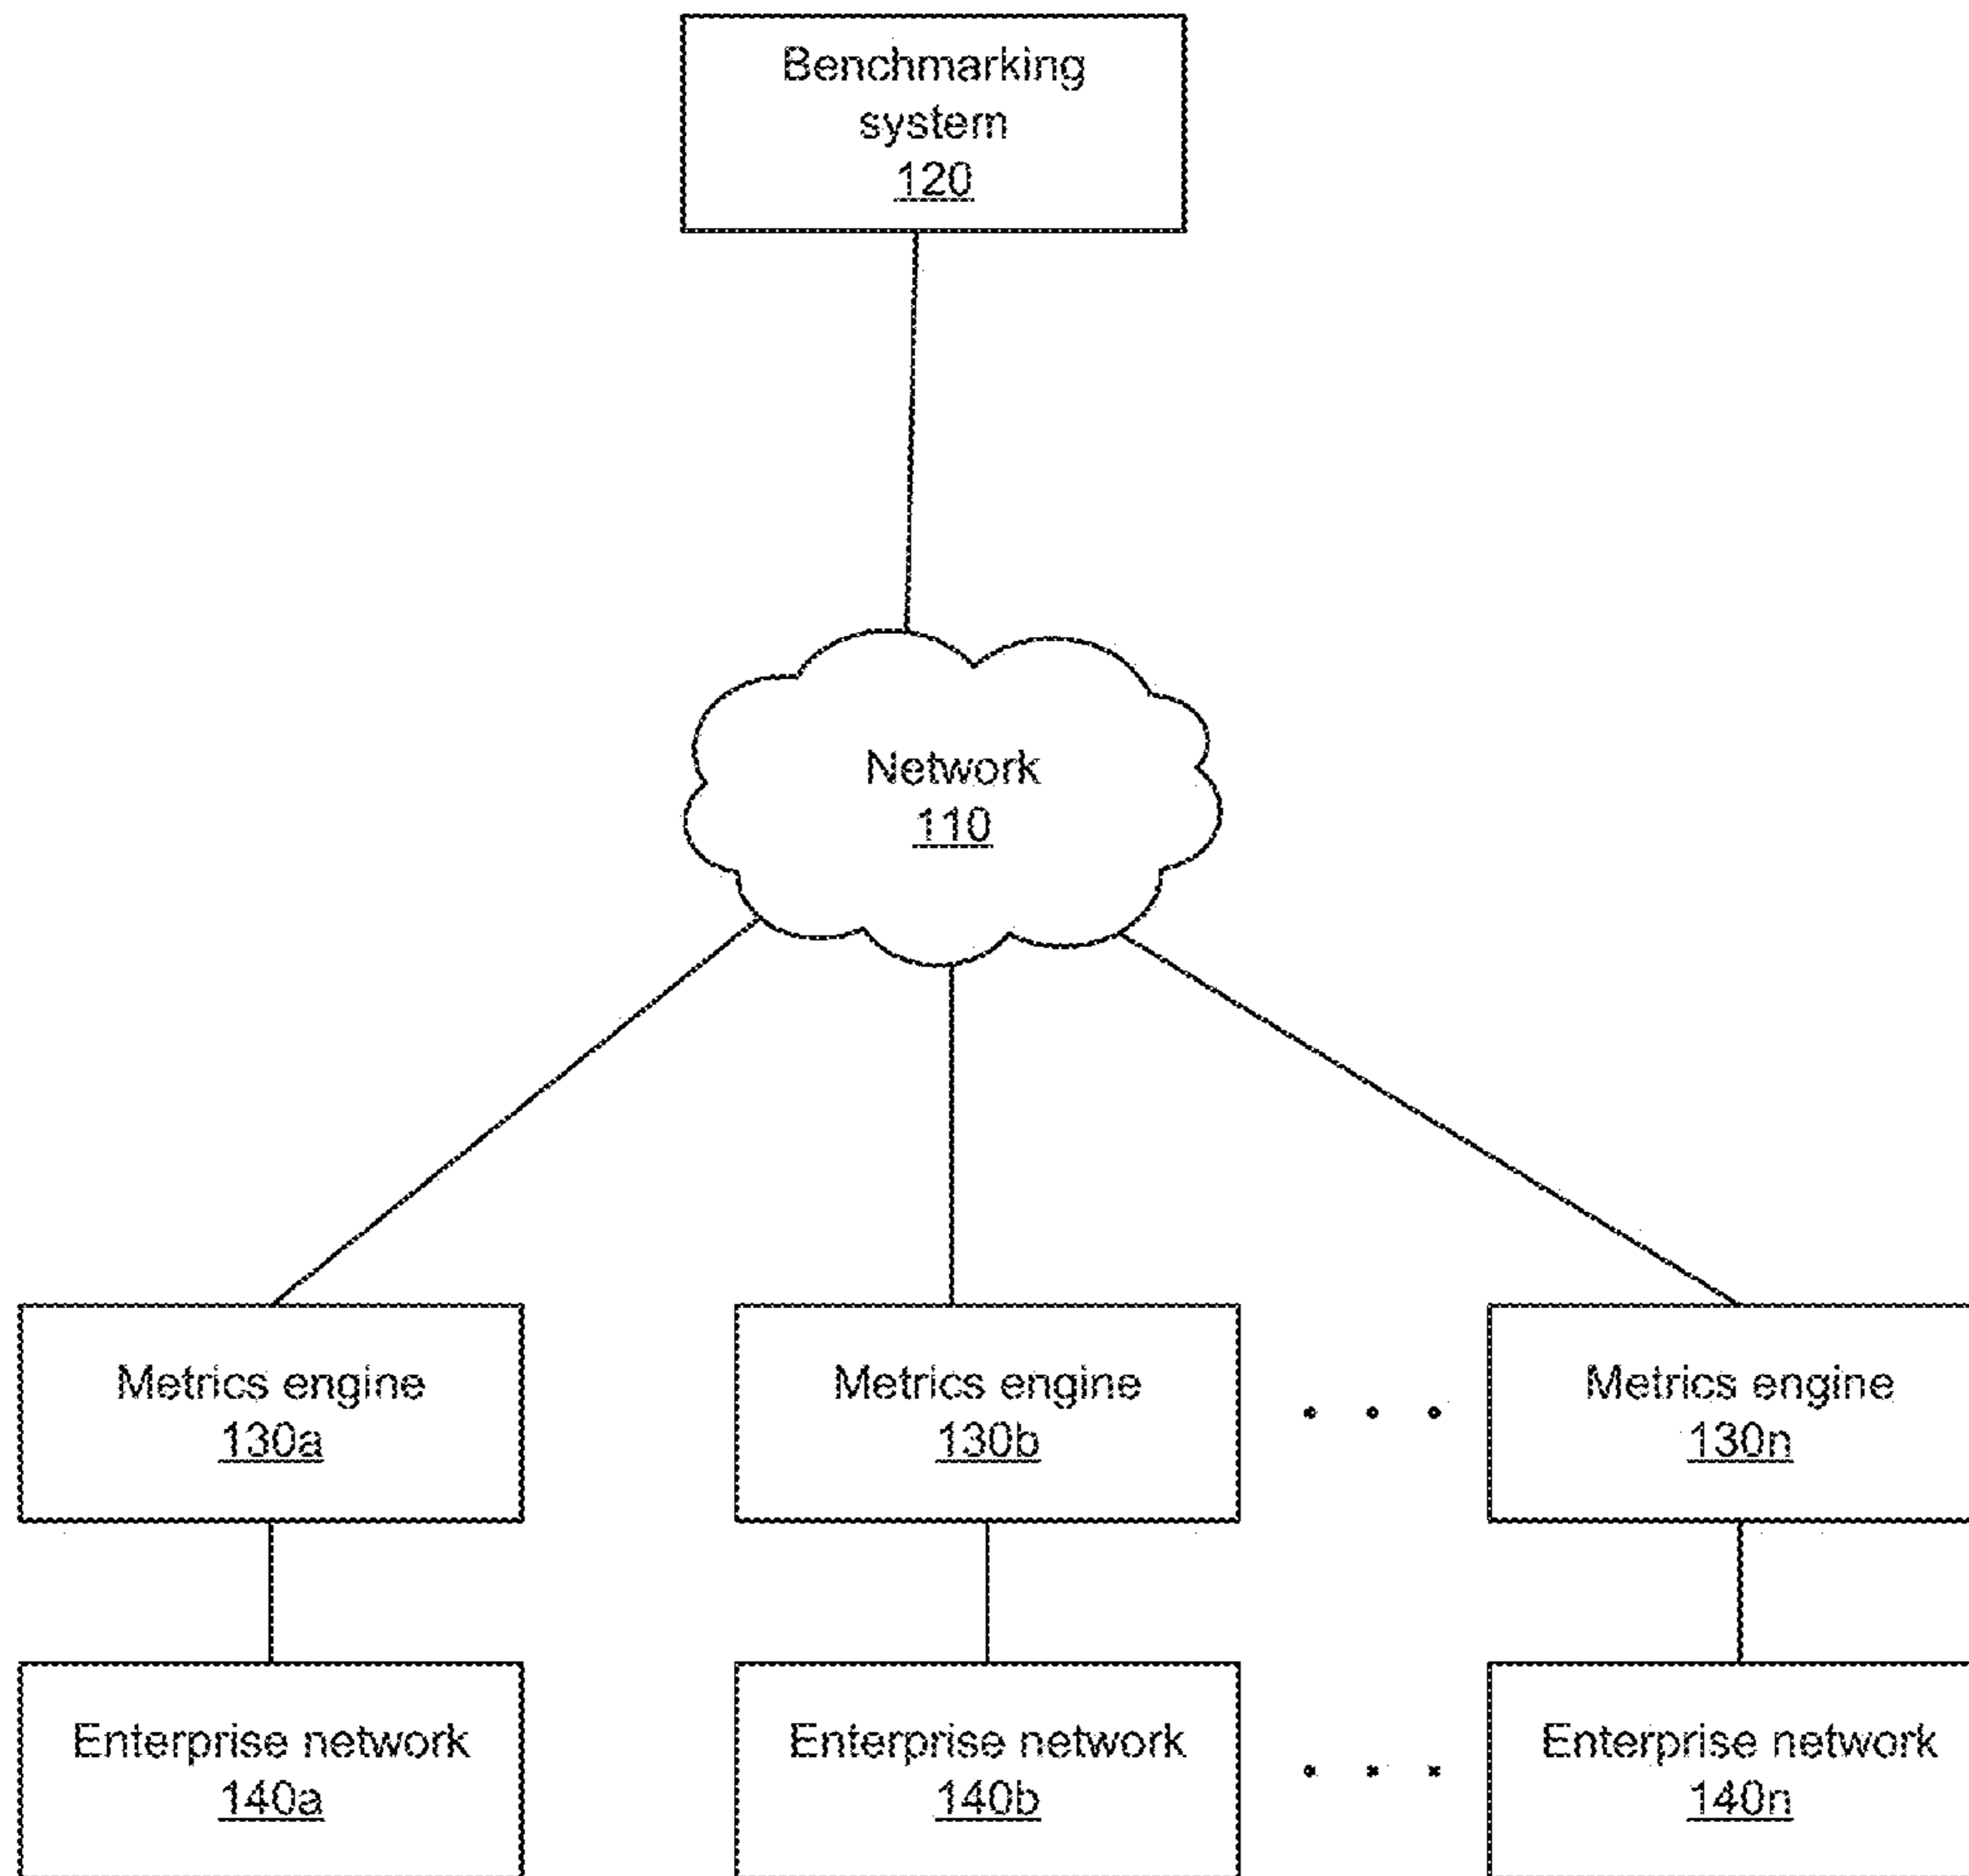 Benchmarking
system
120
Network
110
Metrics engine
130a
Metrics engine
130b
Metrics engine
130n
Enterprise network
140a
Enterprise network
140b
Enterprise network
140n